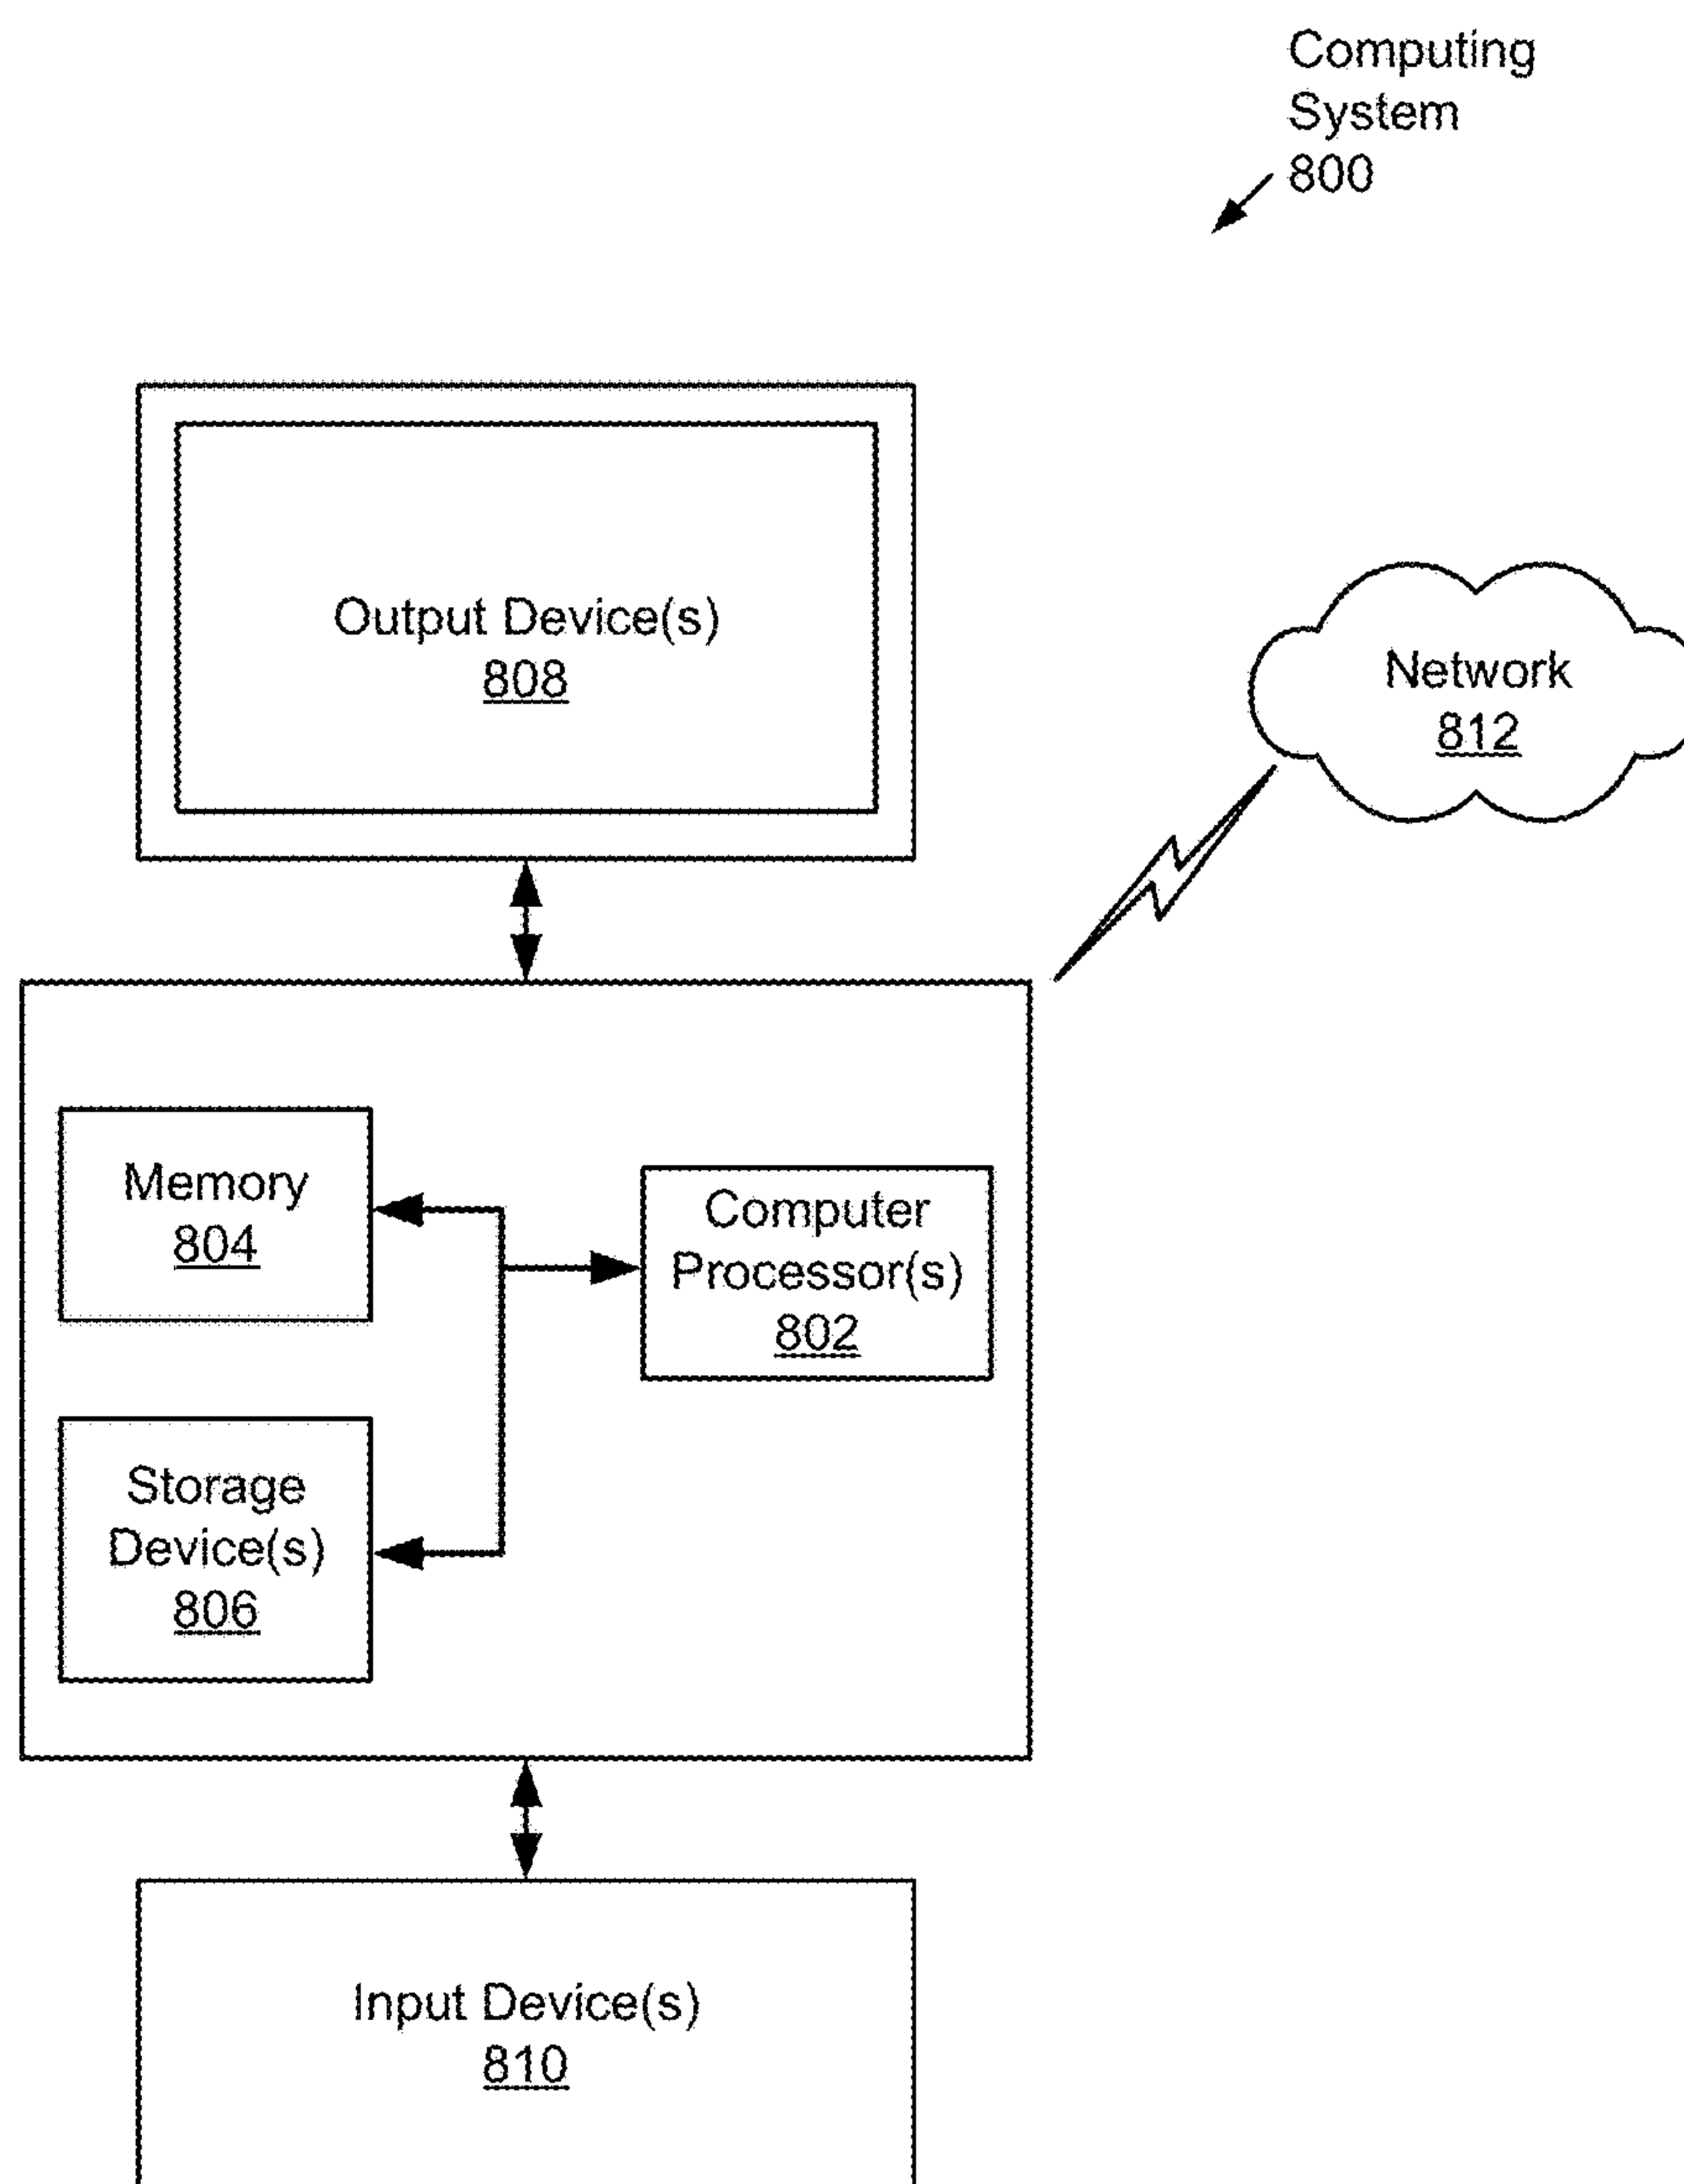 Computing
System
800
Output Device(s)
808
Network
812
Memory
804
Computer
Processor(s)
802
Storage
Device(s)
806
Input Device(s)
810